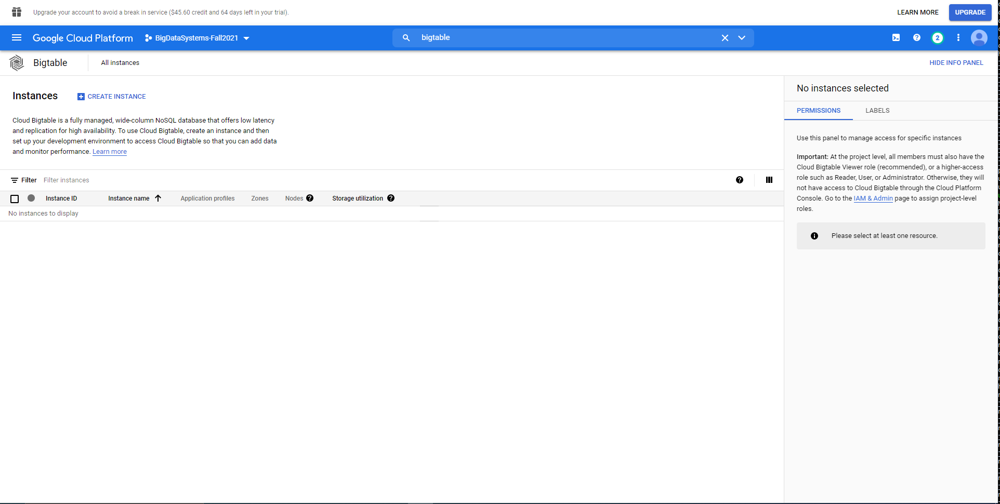 Upgrade your account to avoid a break in service ($45.60 credit and 64 days left in your trial).
LEARN MORE
UPGRADE
Google Cloud Platform
BigDataSystems-Fall2021
bigtable
2
Bigtable
All instances
HIDE INFO PANEL
Instances
CREATE INSTANCE
Cloud Bigtable is a fully managed, wide-column NoSQL database that offers low latency
and replication for high availability. To use Cloud Bigtable, create an instance and then
set up your development environment to access Cloud Bigtable so that you can add data
and monitor performance. Learn more
Filter Filter instances
Instance ID
Instance name
Application profiles
Zones
Nodes
Storage utilization
No instances to display
No instances selected
PERMISSIONS
LABELS
Use this panel to manage access for specific instances
Important: At the project level, all members must also have the
Cloud Bigtable Viewer role (recommended), or a higher-access
role such as Reader, User, or Administrator. Otherwise, they will
not have access to Cloud Bigtable through the Cloud Platform
Console. Go to the IAM & Admin page to assign project-level
roles.
Please select at least one resource.